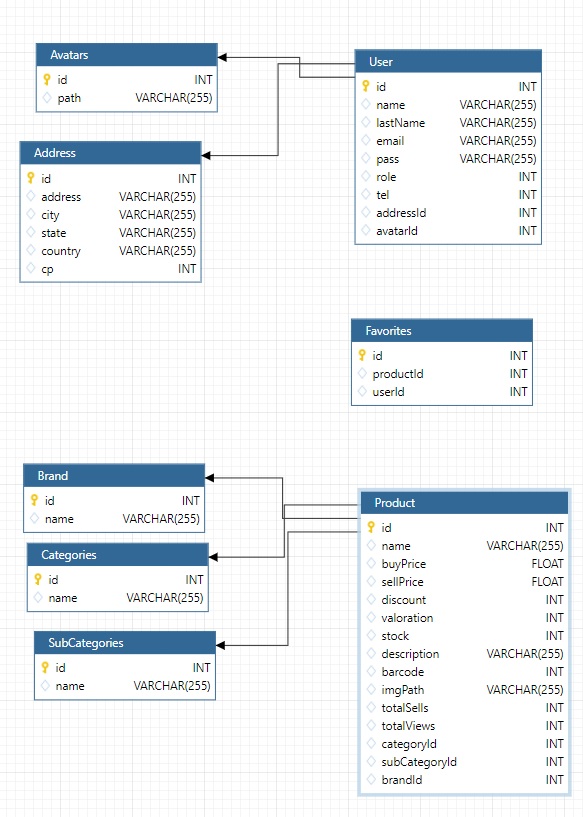 Avatars
id INT
path VARCHAR(255)
User
id INT
name VARCHAR(255)
lastName VARCHAR(255)
email VARCHAR(255)
pass VARCHAR(255)
role INT
tel INT
addressId INT
avatarId INT
Address
id INT
address VARCHAR(255)
city VARCHAR(255)
state VARCHAR(255)
country VARCHAR(255)
cp INT
Favorites
id INT
productId INT
userId INT
Brand
id INT
name VARCHAR(255)
Categories
id INT
name VARCHAR(255)
SubCategories
id INT
name VARCHAR(255)
Product
id INT
name VARCHAR(255)
buyPrice FLOAT
sellPrice FLOAT
discount INT
valoration INT
stock INT
description VARCHAR(255)
barcode INT
imgPath VARCHAR(255)
totalSells INT
totalViews INT
categoryId INT
subCategoryId INT
brandId INT